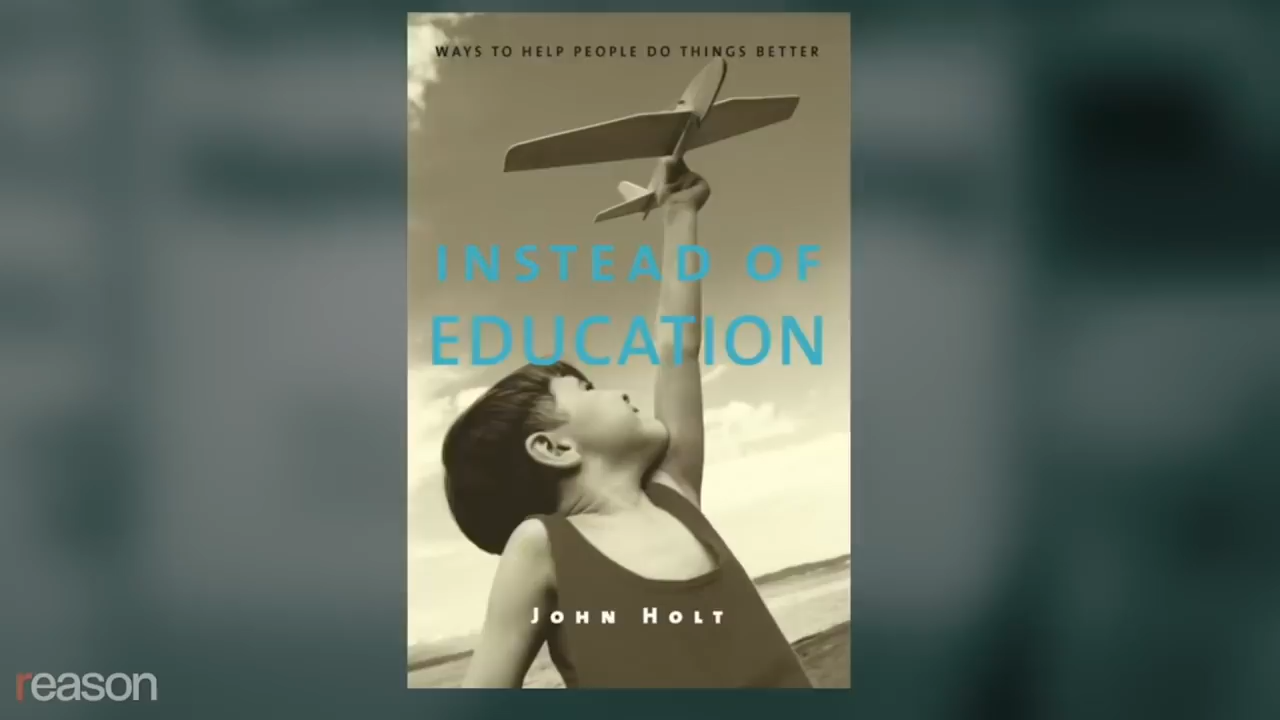 WAYS TO HELP PEOPLE DO THINGS BETTER
INSTEAD OF
EDUCATION
JOHN HOLT
reason